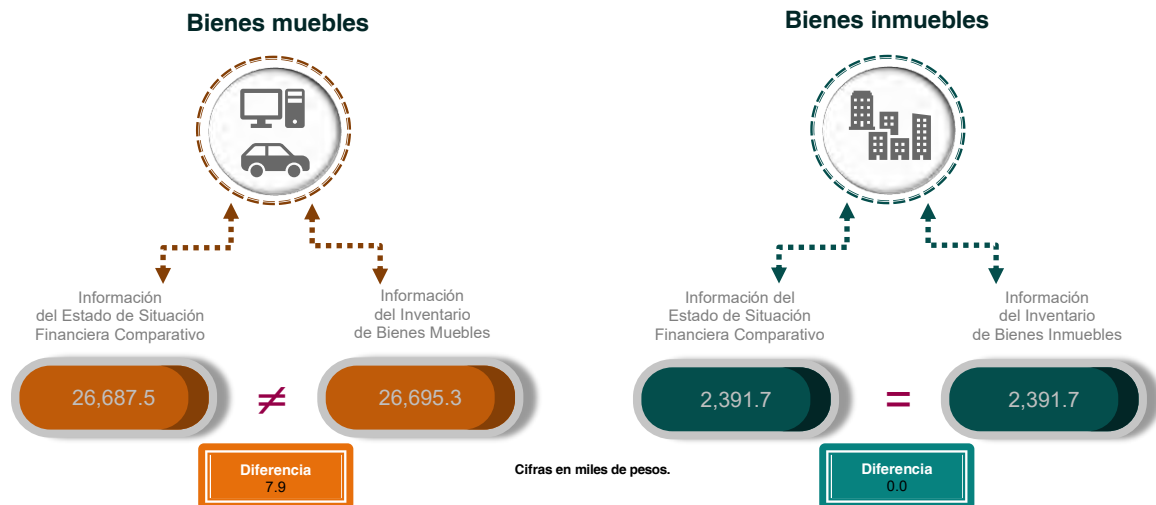 Bienes muebles
Información
del Estado de Situación
Financiera Comparativo
Información
del Inventario
de Bienes Muebles
26,687.5
≠
26,695.3
Diferencia
7.9
Cifras en miles de pesos.
Bienes inmuebles
Información del
Estado de Situación
Financiera Comparativo
Información
del Inventario
de Bienes Inmuebles
2,391.7
=
2,391.7
Diferencia
0.0